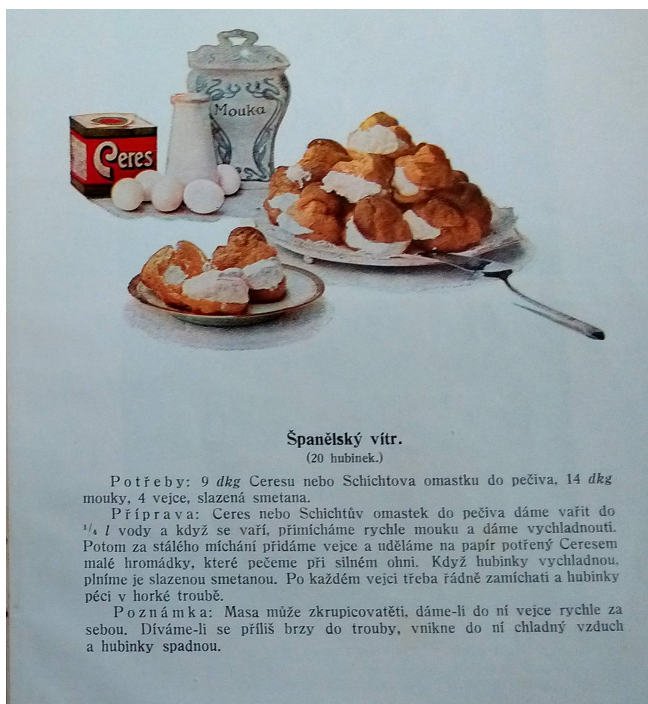 Mouka
Ceres
Španělský vítr.
(20 hubinek.)
Potřeby: 9 dkg Ceresu nebo Schichtova omastku do pečiva, 14 dkg
mouky, 4 vejce, slazená smetana.
Příprava: Ceres nebo Schichtův omastek do pečiva dáme vařit do
¹/₄ l vody a když se vaří, přimícháme rychle mouku a dáme vychladnouti.
Potom za stálého míchání přidáme vejce a uděláme na papír potřený Ceresem
malé hromádky, které pečeme při silném ohni. Když hubinky vychladnou,
plníme je slazenou smetanou. Po každém vejci třeba řádně zamíchati a hubinky
péci v horké troubě.
Poznámka: Masa může zkrupicovatěti, dáme-li do ní vejce rychle za
sebou. Díváme-li se příliš brzy do trouby, vnikne do ní chladný vzduch
a hubinky spadnou.